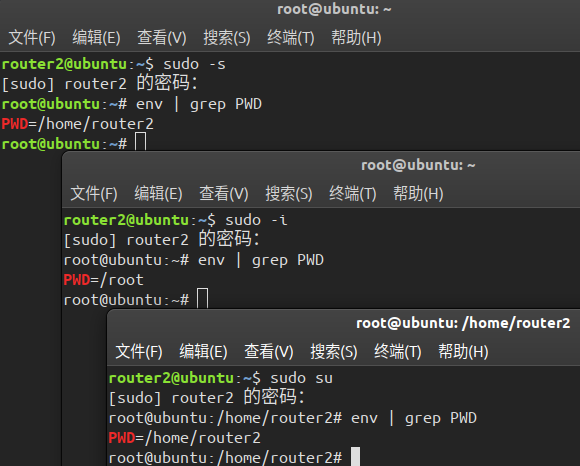 root@ubuntu: ~
文件(F) 编辑(E) 查看(V) 搜索(S) 终端(T) 帮助(H)
router2@ubuntu:~$ sudo -s
[sudo] router2 的密码：
root@ubuntu:~# env | grep PWD
PWD=/home/router2
root@ubuntu:~#
root@ubuntu: ~
文件(F) 编辑(E) 查看(V) 搜索(S) 终端(T) 帮助(H)
router2@ubuntu:~$ sudo -i
[sudo] router2 的密码：
root@ubuntu:~# env | grep PWD
PWD=/root
root@ubuntu:~#
root@ubuntu: /home/router2
文件(F) 编辑(E) 查看(V) 搜索(S) 终端(T) 帮助(H)
router2@ubuntu:~$ sudo su
[sudo] router2 的密码：
root@ubuntu:/home/router2# env | grep PWD
PWD=/home/router2
root@ubuntu:/home/router2#